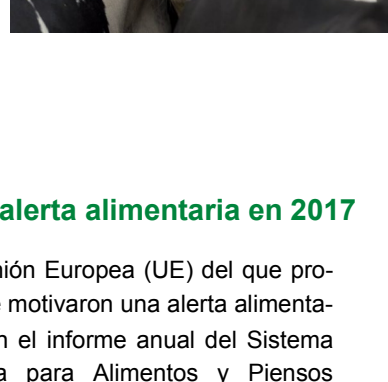 alerta alimentaria en 2017
nión Europea (UE) del que pro-
motivaron una alerta alimenta-
el informe anual del Sistema
para Alimentos y Piensos